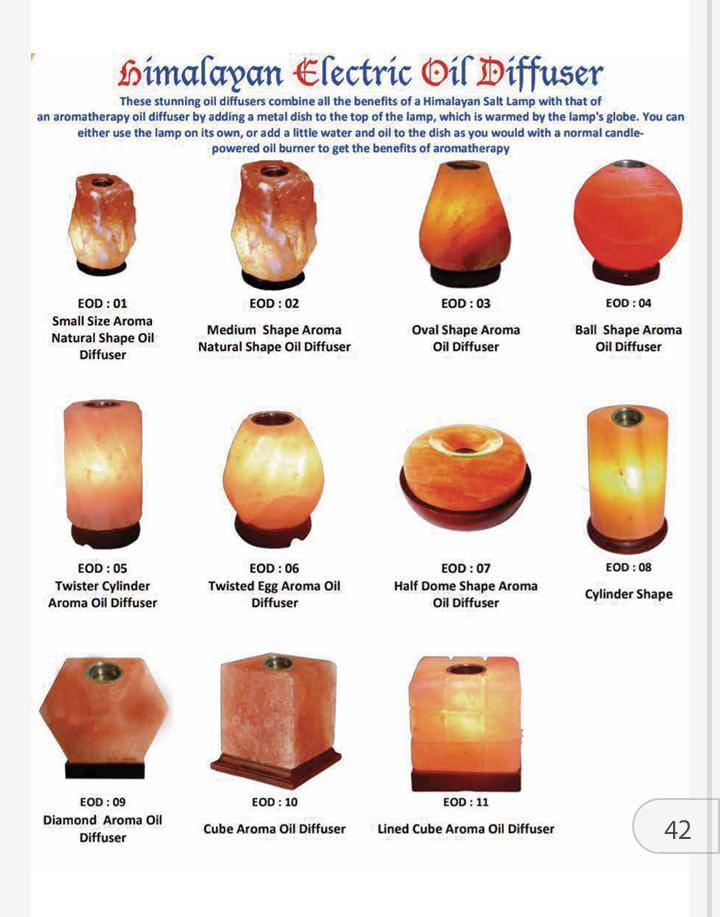 Himalayan Electric Oil Diffuser
These stunning oil diffusers combine all the benefits of a Himalayan Salt Lamp with that of
an aromatherapy oil diffuser by adding a metal dish to the top of the lamp, which is warmed by the lamp's globe. You can
either use the lamp on its own, or add a little water and oil to the dish as you would with a normal candle-
powered oil burner to get the benefits of aromatherapy
EOD : 01
Small Size Aroma
Natural Shape Oil
Diffuser
EOD : 02
Medium Shape Aroma
Natural Shape Oil Diffuser
EOD : 03
Oval Shape Aroma
Oil Diffuser
EOD : 04
Ball Shape Aroma
Oil Diffuser
EOD : 05
Twister Cylinder
Aroma Oil Diffuser
EOD : 06
Twisted Egg Aroma Oil
Diffuser
EOD : 07
Half Dome Shape Aroma
Oil Diffuser
EOD : 08
Cylinder Shape
EOD : 09
Diamond Aroma Oil
Diffuser
EOD : 10
Cube Aroma Oil Diffuser
EOD : 11
Lined Cube Aroma Oil Diffuser
42